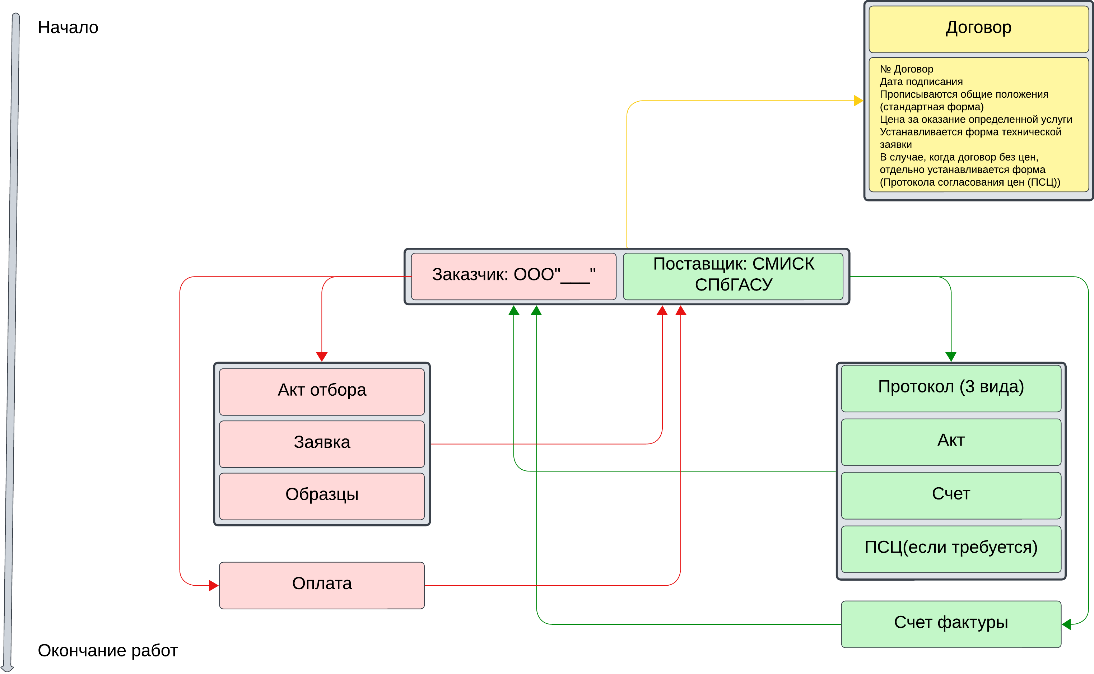 Начало
Договор
№ Договор
Дата подписания
Прописываются общие положения
(стандартная форма)
Цена за оказание определенной услуги
Устанавливается форма технической
заявки
В случае, когда договор без цен,
отдельно устанавливается форма
(Протокола согласования цен (ПСЦ))
Заказчик: ООО"___"
Поставщик: СМИСК
СПбГАСУ
Акт отбора
Заявка
Образцы
Оплата
Протокол (3 вида)
Акт
Счет
ПСЦ(если требуется)
Счет фактуры
Окончание работ